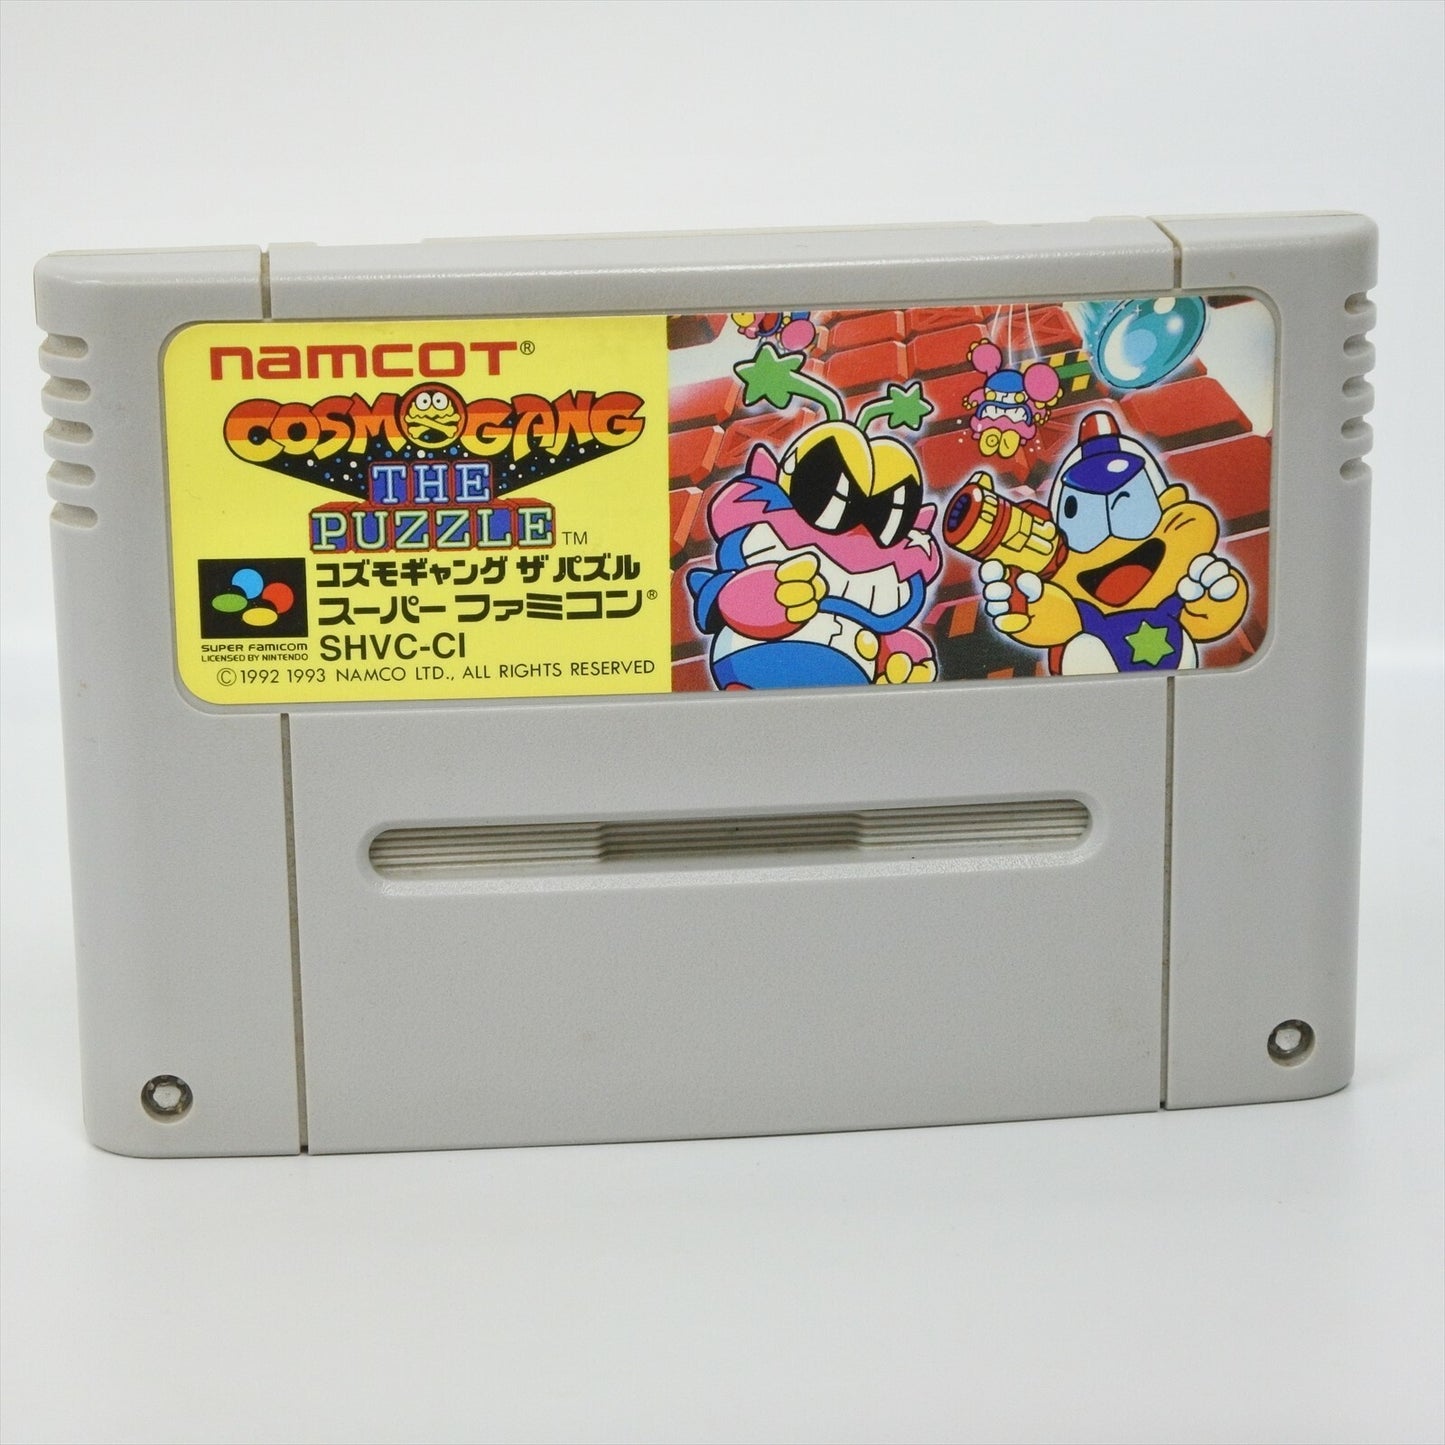 namcot®
COSMO GANG
THE
PUZZLE™
コズモギャング ザ パズル
スーパー ファミコン®
SUPER FAMICOM
LICENSED BY NINTENDO
SHVC-CI
©1992 1993 NAMCO LTD., ALL RIGHTS RESERVED